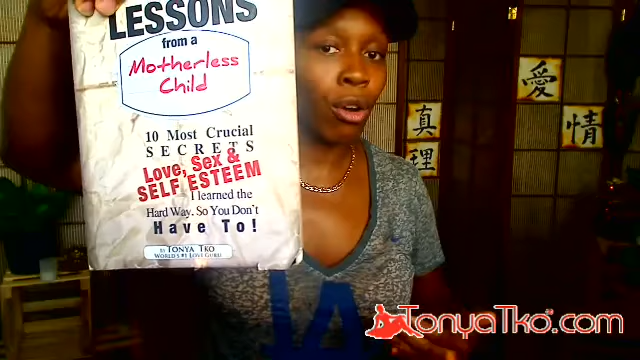 LESSONS
from a
Motherless
Child
10 Most Crucial
SECRETS
Love, Sex &
SELF ESTEEM
I learned the
Hard Way. So You Don't
Have To!
BY TONYA TKO
WORLD'S #1 LOVE GURU
愛
真
情
理
LA
TonyaTko.com